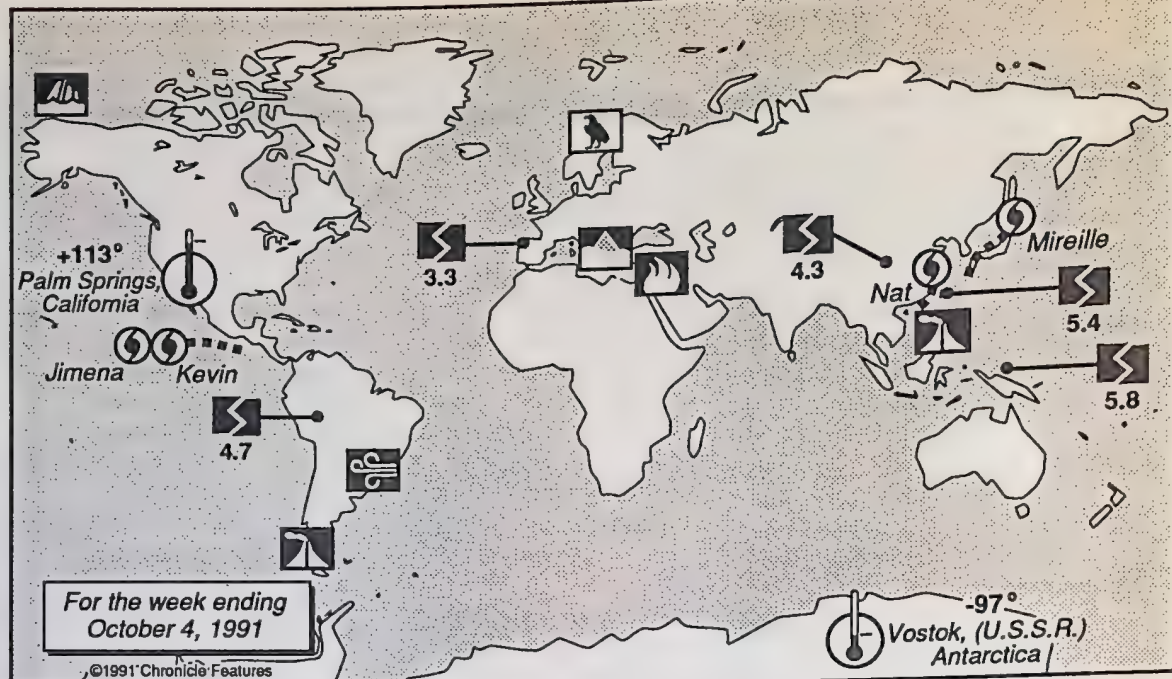 +113°
Palm Springs,
California
Jimena
Kevin
4.7
3.3
4.3
Nat
Mireille
5.4
5.8
For the week ending
October 4, 1991
©1991 Chronicle Features
-97°
Vostok, (U.S.S.R.)
Antarctica